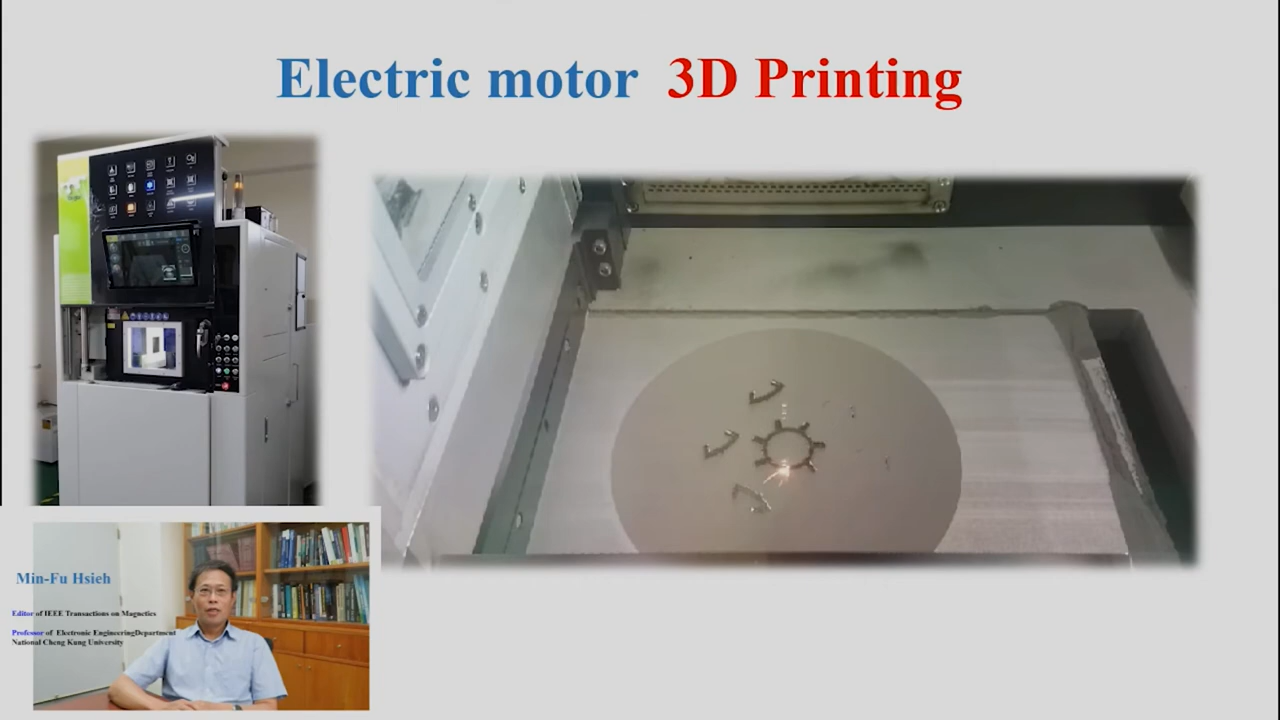 Electric motor 3D Printing
Min-Fu Hsieh
Editor of IEEE Transactions on Magnetics
Professor of Electronic EngineeringDepartment
National Cheng Kung University